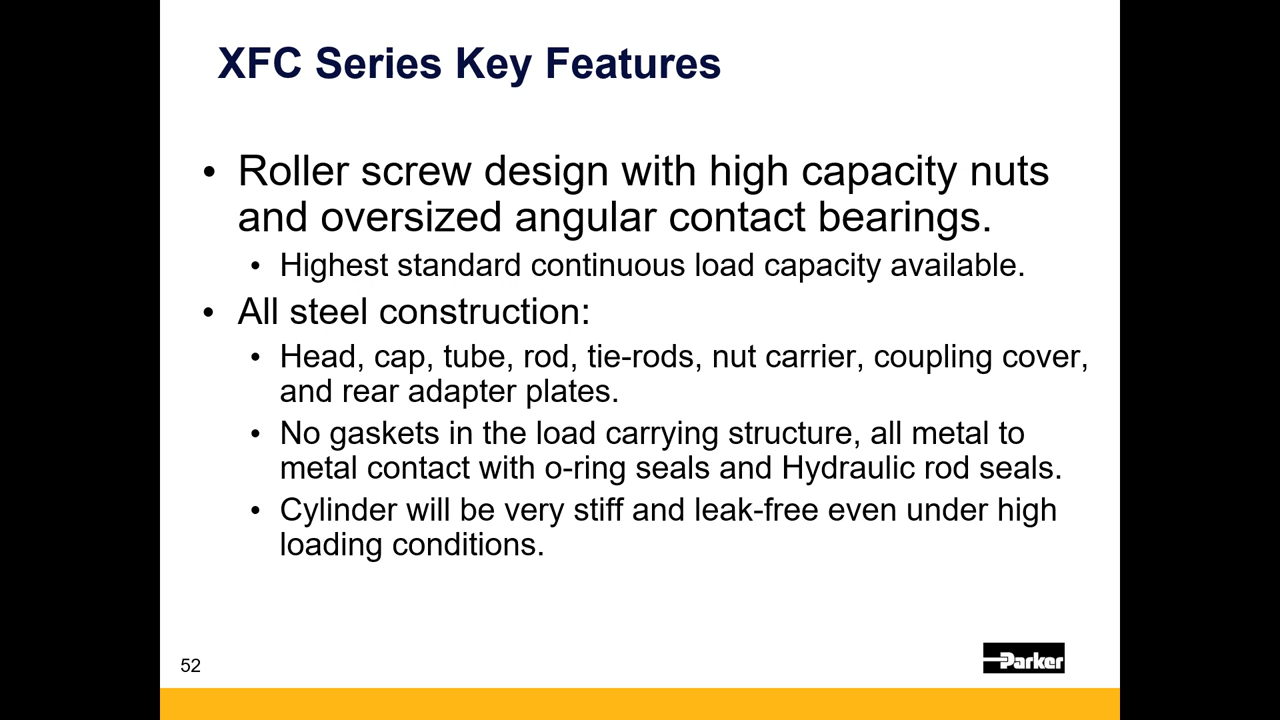 XFC Series Key Features
• Roller screw design with high capacity nuts
and oversized angular contact bearings.
• Highest standard continuous load capacity available.
• All steel construction:
• Head, cap, tube, rod, tie-rods, nut carrier, coupling cover,
and rear adapter plates.
• No gaskets in the load carrying structure, all metal to
metal contact with o-ring seals and Hydraulic rod seals.
• Cylinder will be very stiff and leak-free even under high
loading conditions.
52
Parker